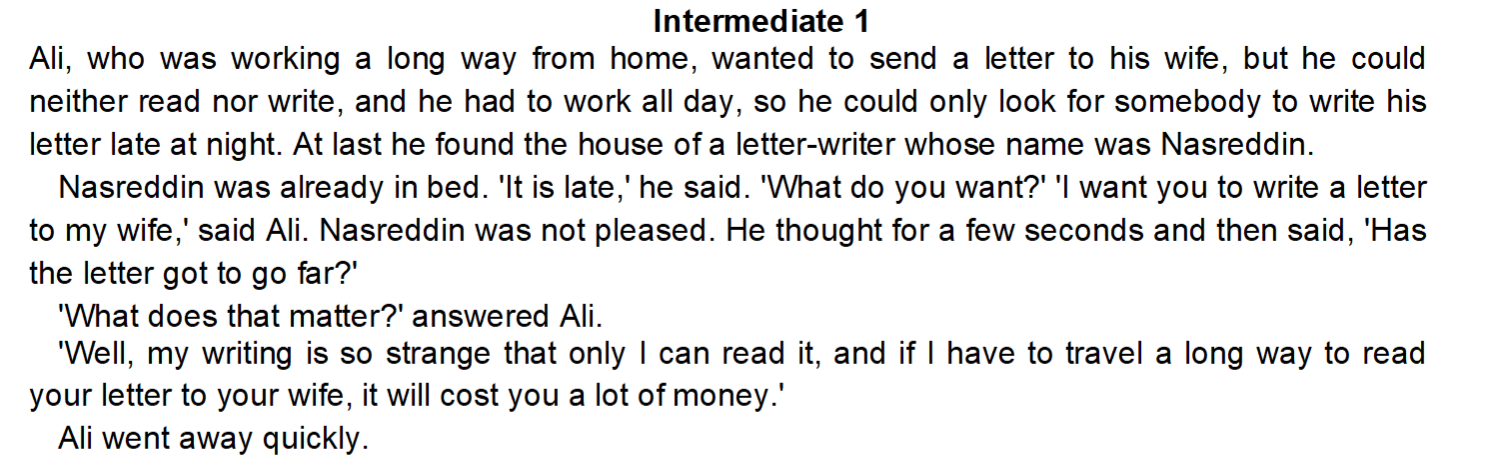 Intermediate 1
Ali, who was working a long way from home, wanted to send a letter to his wife, but he could
neither read nor write, and he had to work all day, so he could only look for somebody to write his
letter late at night. At last he found the house of a letter-writer whose name was Nasreddin.
Nasreddin was already in bed. 'It is late,' he said. 'What do you want?' 'I want you to write a letter
to my wife,' said Ali. Nasreddin was not pleased. He thought for a few seconds and then said, 'Has
the letter got to go far?'
'What does that matter?' answered Ali.
'Well, my writing is so strange that only I can read it, and if I have to travel a long way to read
your letter to your wife, it will cost you a lot of money.'
Ali went away quickly.